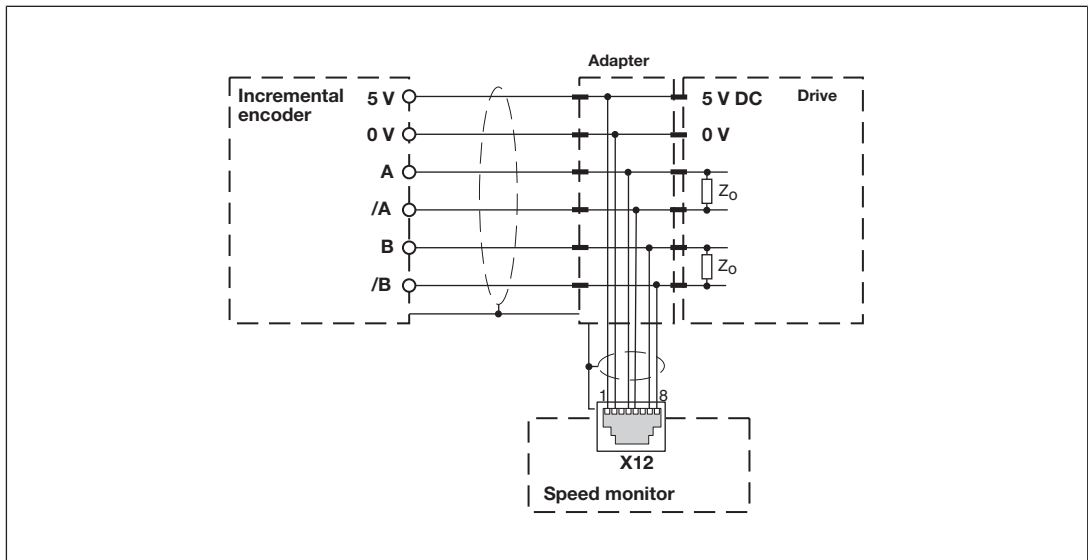 Adapter
Incremental
encoder
5 V
0 V
A
/A
B
/B
5 V DC
Drive
0 V
Zo
Zo
1
8
X12
Speed monitor